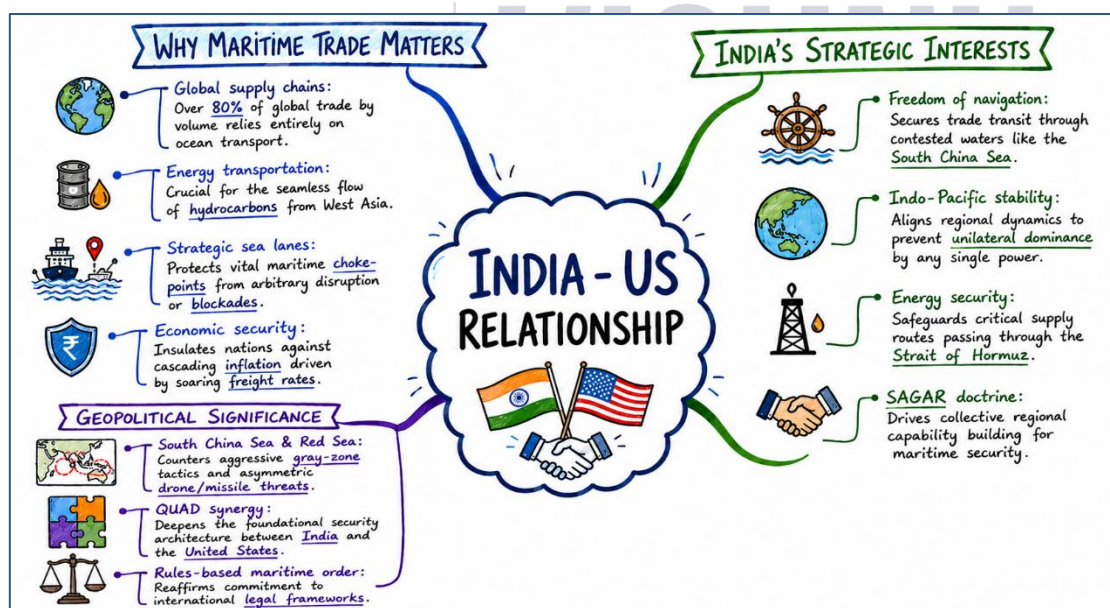 WHY MARITIME TRADE MATTERS
Global supply chains:
Over 80% of global trade by
volume relies entirely on
ocean transport.
Energy transportation:
Crucial for the seamless flow
of hydrocarbons from West Asia.
Strategic sea lanes:
Protects vital maritime choke-
points from arbitrary disruption
or blockades.
₹
Economic security:
Insulates nations against
cascading inflation driven
by soaring freight rates.
GEOPOLITICAL SIGNIFICANCE
South China Sea & Red Sea:
Counters aggressive gray-zone
tactics and asymmetric
drone/missile threats.
QUAD synergy:
Deepens the foundational security
architecture between India and
the United States.
Rules-based maritime order:
Reaffirms commitment to
international legal frameworks.
INDIA - US
RELATIONSHIP
INDIA'S STRATEGIC INTERESTS
Freedom of navigation:
Secures trade transit through
contested waters like the
South China Sea.
Indo-Pacific stability:
Aligns regional dynamics to
prevent unilateral dominance
by any single power.
Energy security:
Safeguards critical supply
routes passing through the
Strait of Hormuz.
SAGAR doctrine:
Drives collective regional
capability building for
maritime security.